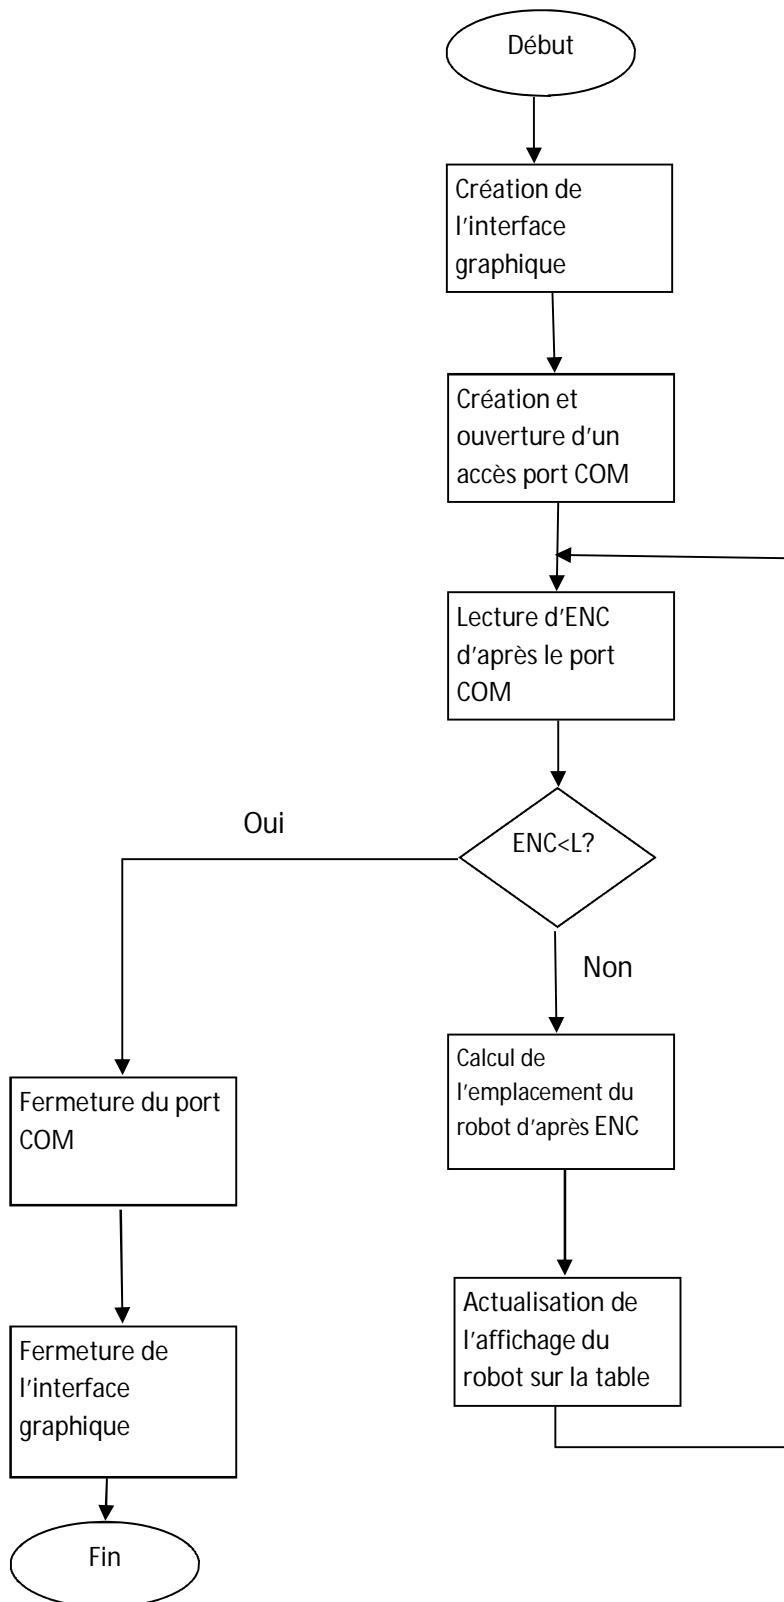 Début
Création de
l'interface
graphique
Création et
ouverture d'un
accès port COM
Lecture d'ENC
d'après le port
COM
ENC<L?
Oui
Non
Calcul de
l'emplacement du
robot d'après ENC
Fermeture du port
COM
Actualisation de
l'affichage du
robot sur la table
Fermeture de
l'interface
graphique
Fin